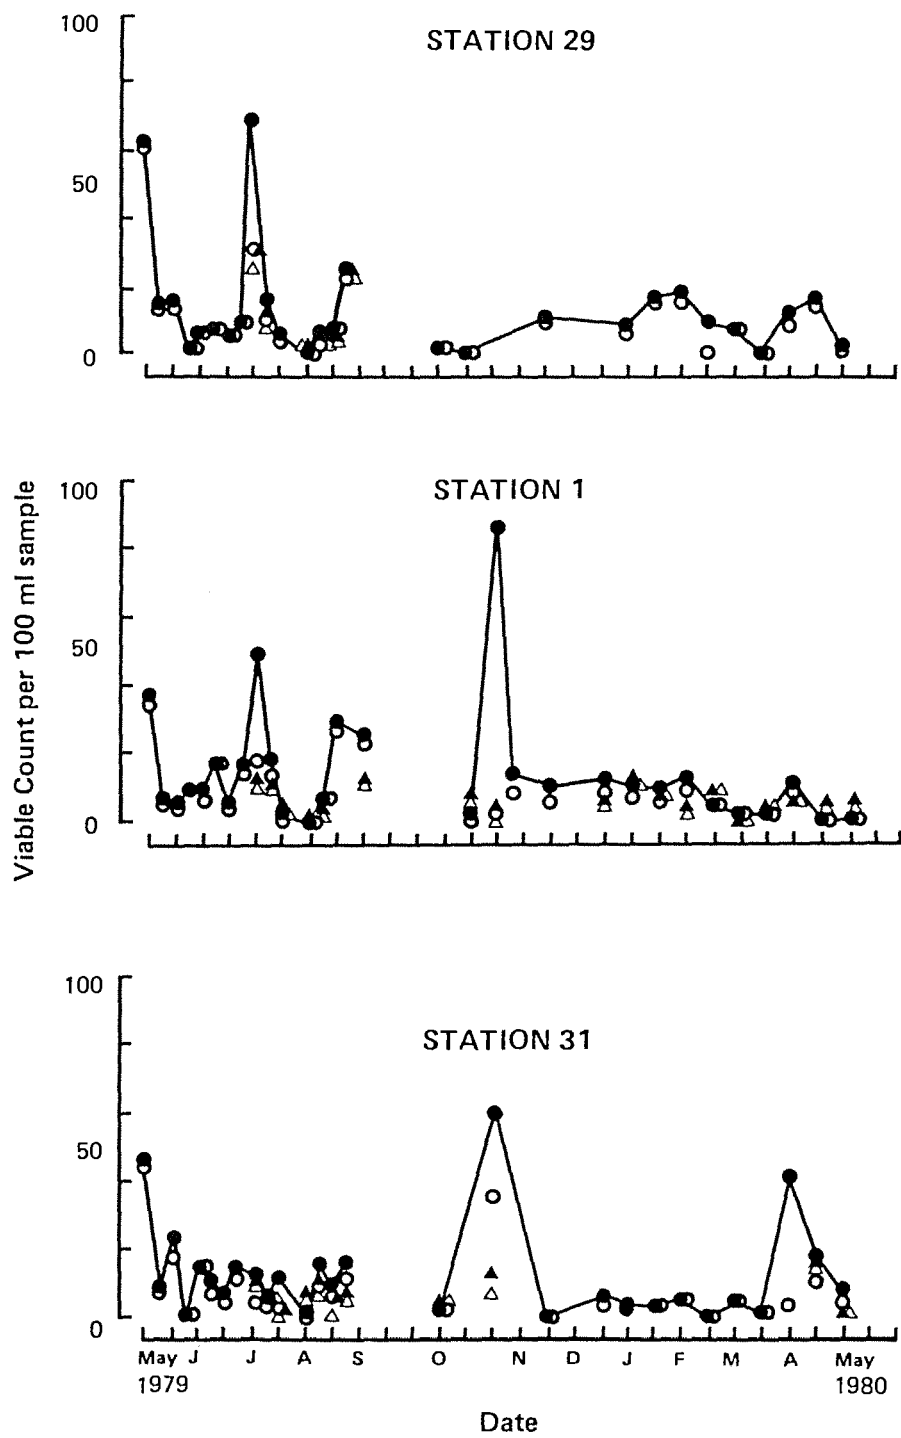 STATION 29
100
50
0
STATION 1
100
50
0
Viable Count per 100 ml sample
STATION 31
100
50
0
May J J A S O N D J F M A May
1979 1980
Date